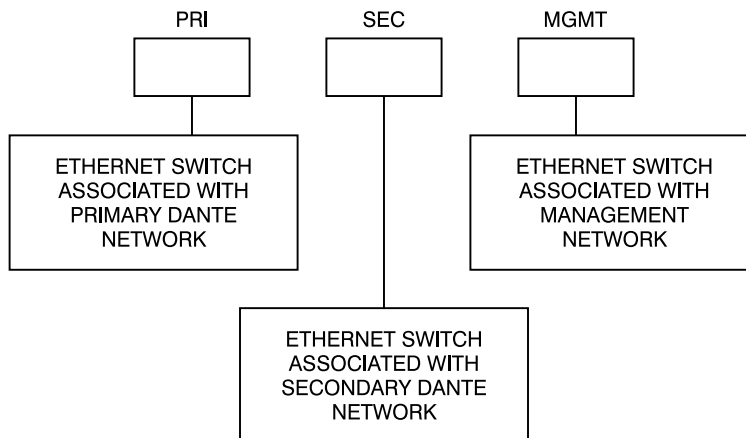 PRI
SEC
MGMT
ETHERNET SWITCH
ASSOCIATED WITH
PRIMARY DANTE
NETWORK
ETHERNET SWITCH
ASSOCIATED WITH
MANAGEMENT
NETWORK
ETHERNET SWITCH
ASSOCIATED WITH
SECONDARY DANTE
NETWORK